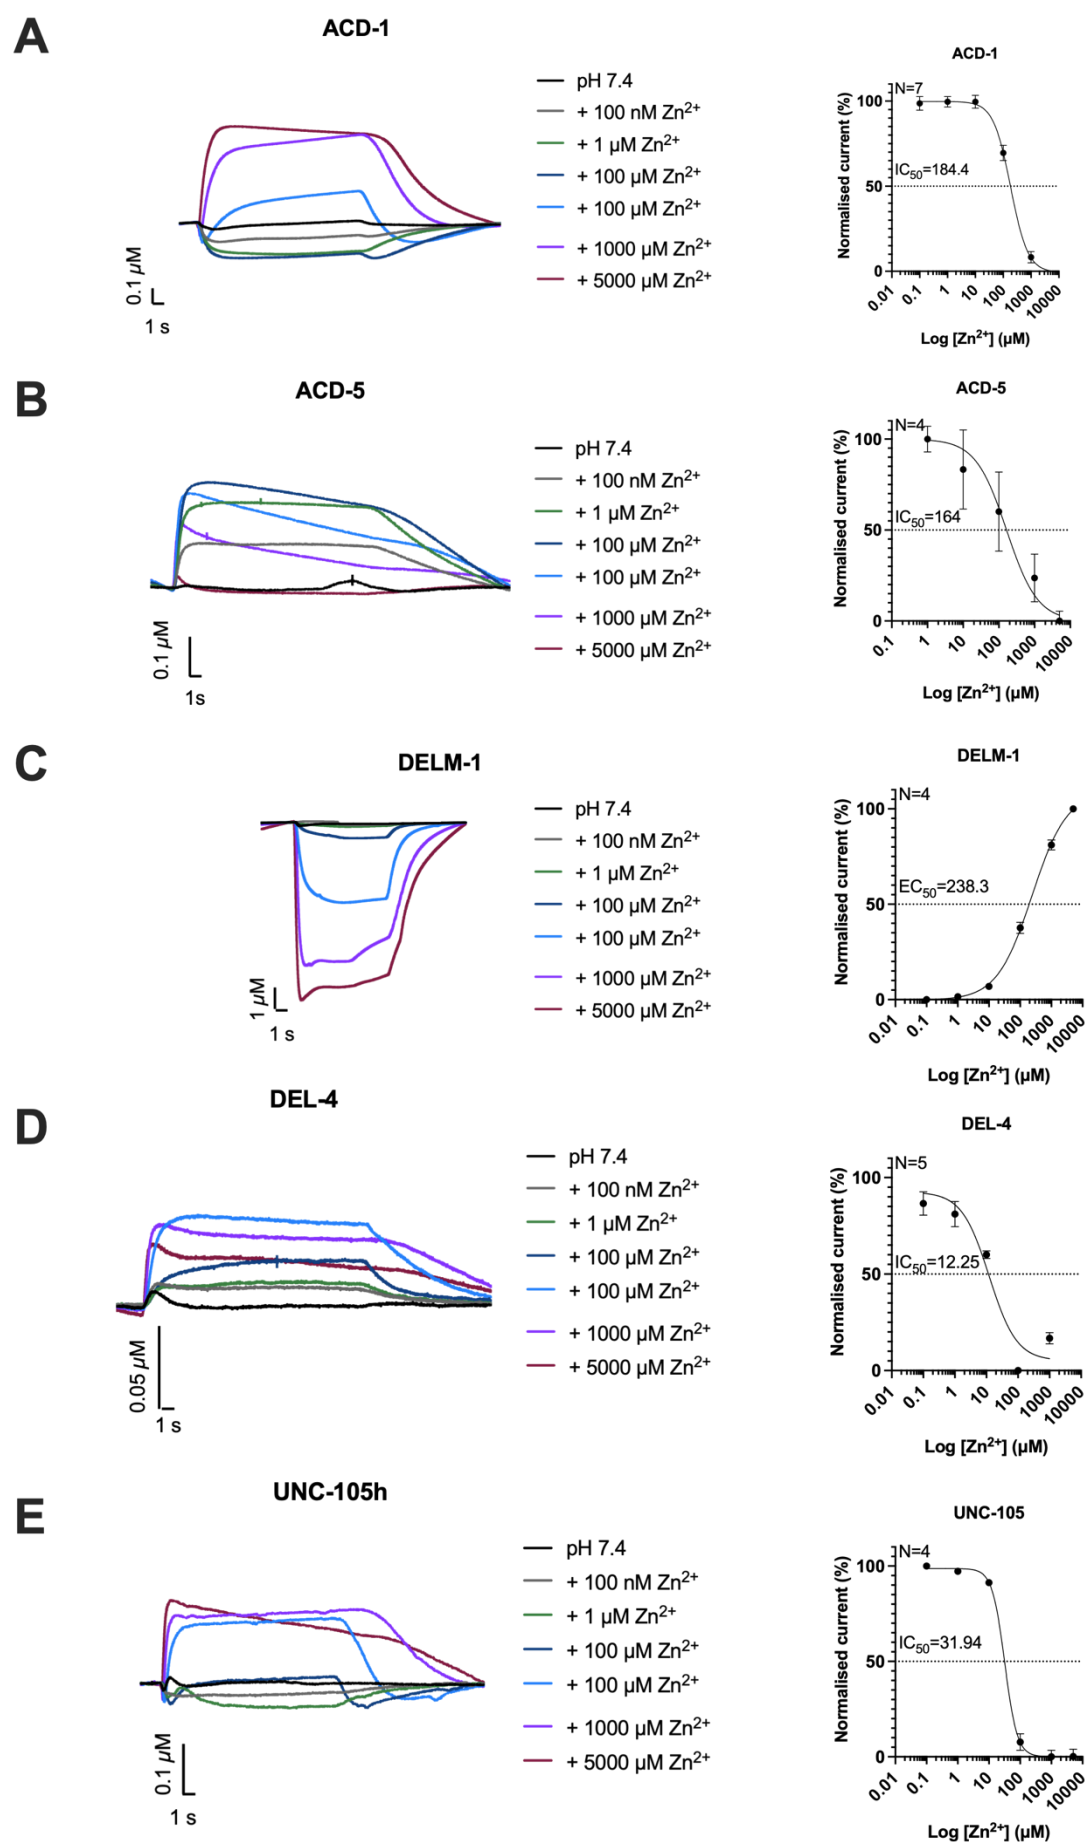 A
ACD-1
pH 7.4
+ 100 nM Zn²⁺
+ 1 µM Zn²⁺
+ 100 µM Zn²⁺
+ 100 µM Zn²⁺
+ 1000 µM Zn²⁺
+ 5000 µM Zn²⁺
0.1 µM
1 s
ACD-1
N=7
IC₅₀=184.4
Normalised current (%)
100
50
0
0.01 0.1 1 10 100 1000 10000
Log [Zn²⁺] (µM)
B
ACD-5
pH 7.4
+ 100 nM Zn²⁺
+ 1 µM Zn²⁺
+ 100 µM Zn²⁺
+ 100 µM Zn²⁺
+ 1000 µM Zn²⁺
+ 5000 µM Zn²⁺
0.1 µM
1s
ACD-5
N=4
IC₅₀=164
Normalised current (%)
100
50
0
0.1 1 10 100 1000 10000
Log [Zn²⁺] (µM)
C
DELM-1
pH 7.4
+ 100 nM Zn²⁺
+ 1 µM Zn²⁺
+ 100 µM Zn²⁺
+ 100 µM Zn²⁺
+ 1000 µM Zn²⁺
+ 5000 µM Zn²⁺
1 µM
1 s
DELM-1
N=4
EC₅₀=238.3
Normalised current (%)
100
50
0
0.01 0.1 1 10 100 1000 10000
Log [Zn²⁺] (µM)
D
DEL-4
pH 7.4
+ 100 nM Zn²⁺
+ 1 µM Zn²⁺
+ 100 µM Zn²⁺
+ 100 µM Zn²⁺
+ 1000 µM Zn²⁺
+ 5000 µM Zn²⁺
0.05 µM
1 s
DEL-4
N=5
IC₅₀=12.25
Normalised current (%)
100
50
0
0.01 0.1 1 10 100 1000 10000
Log [Zn²⁺] (µM)
E
UNC-105h
pH 7.4
+ 100 nM Zn²⁺
+ 1 µM Zn²⁺
+ 100 µM Zn²⁺
+ 100 µM Zn²⁺
+ 1000 µM Zn²⁺
+ 5000 µM Zn²⁺
0.1 µM
1 s
UNC-105
N=4
IC₅₀=31.94
Normalised current (%)
100
50
0
0.01 0.1 1 10 100 1000 10000
Log [Zn²⁺] (µM)